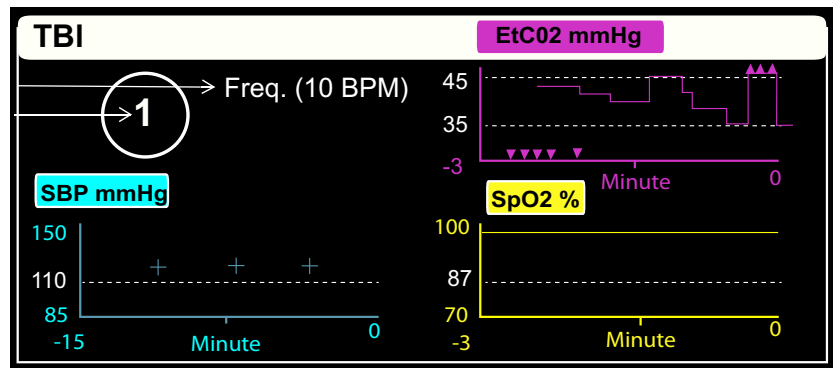 TBI
1
Freq. (10 BPM)
EtC02 mmHg
45
35
-3
Minute
0
SBP mmHg
150
110
85
-15
Minute
0
SpO2 %
100
87
70
-3
Minute
0